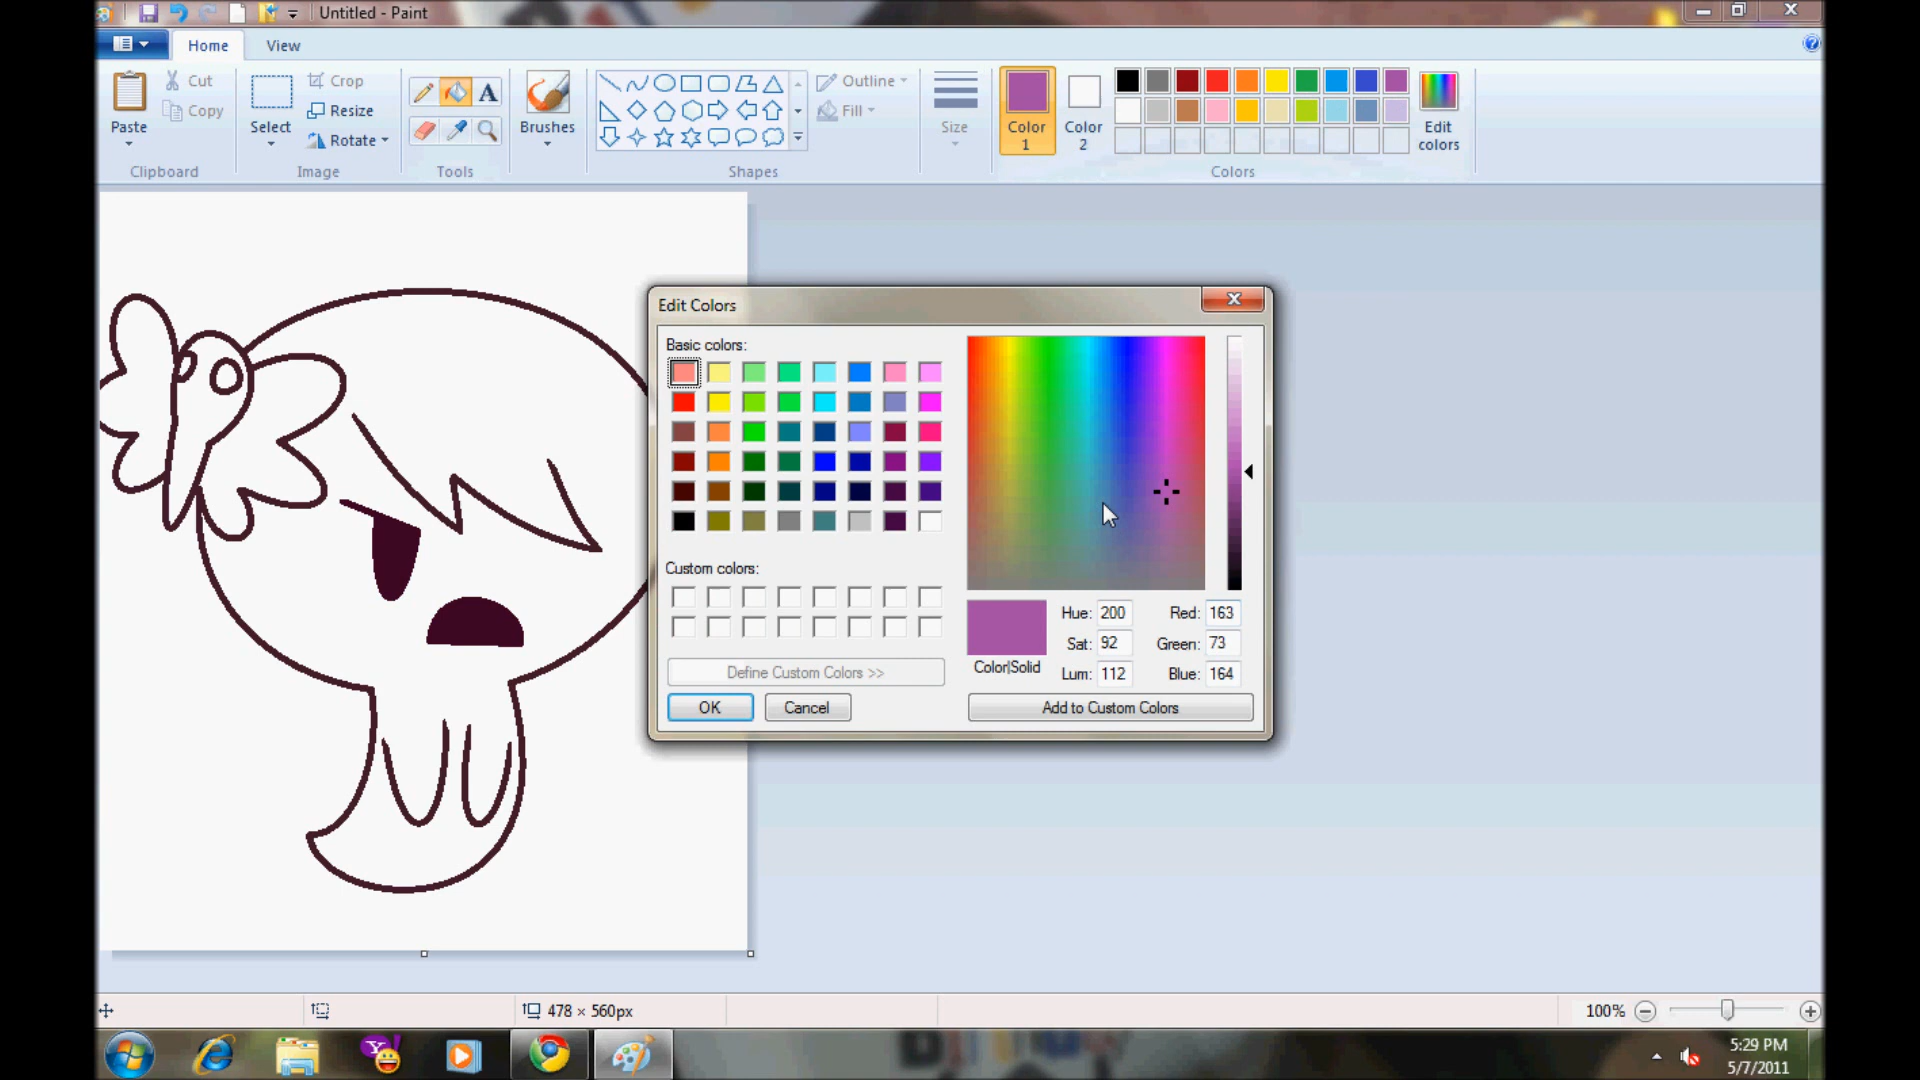 Untitled - Paint
Home View
Cut
Copy
Paste
Clipboard
Crop
Resize
Rotate
Select
Image
A
Tools
Brushes
Shapes
Outline
Fill
Size
Color
1
Color
2
Edit
colors
Colors
Edit Colors
Basic colors:
Custom colors:
Define Custom Colors >>
OK Cancel
Color|Solid
Hue: 200 Red: 163
Sat: 92 Green: 73
Lum: 112 Blue: 164
Add to Custom Colors
478 × 560px
100%
5:29 PM
5/7/2011